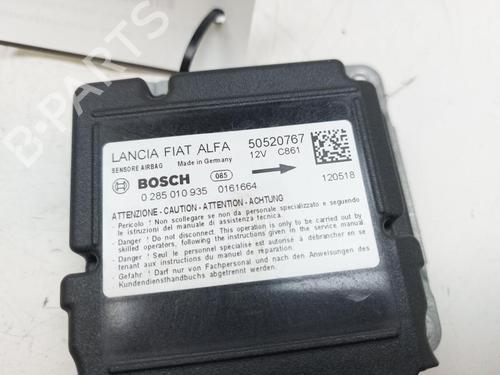 B-PARTS
LANCIA FIAT ALFA 50520767
SENSORE AIRBAG Made in Germany 12V C861
BOSCH 085
0 285 010 935 0161664 120518
ATTENZIONE - CAUTION - ATTENTION - ACHTUNG
- Pericolo ! Non scollegare se non da personale specializzato e seguendo
le istruzioni del manuale di assistenza tecnica.
- Danger ! Do not disconnect. This operation is only to be carried out by
skilled operators, following the instructions given in the service manual.
- Danger ! Seul le personnel spécialisé est autorisé à débrancher en se
tenant aux instructions du manuel de réparation.
- Gefahr ! Darf nur von Fachpersonal und nach den Anweisungen des
Kundendiensthandbuchs abgetrennt werden.